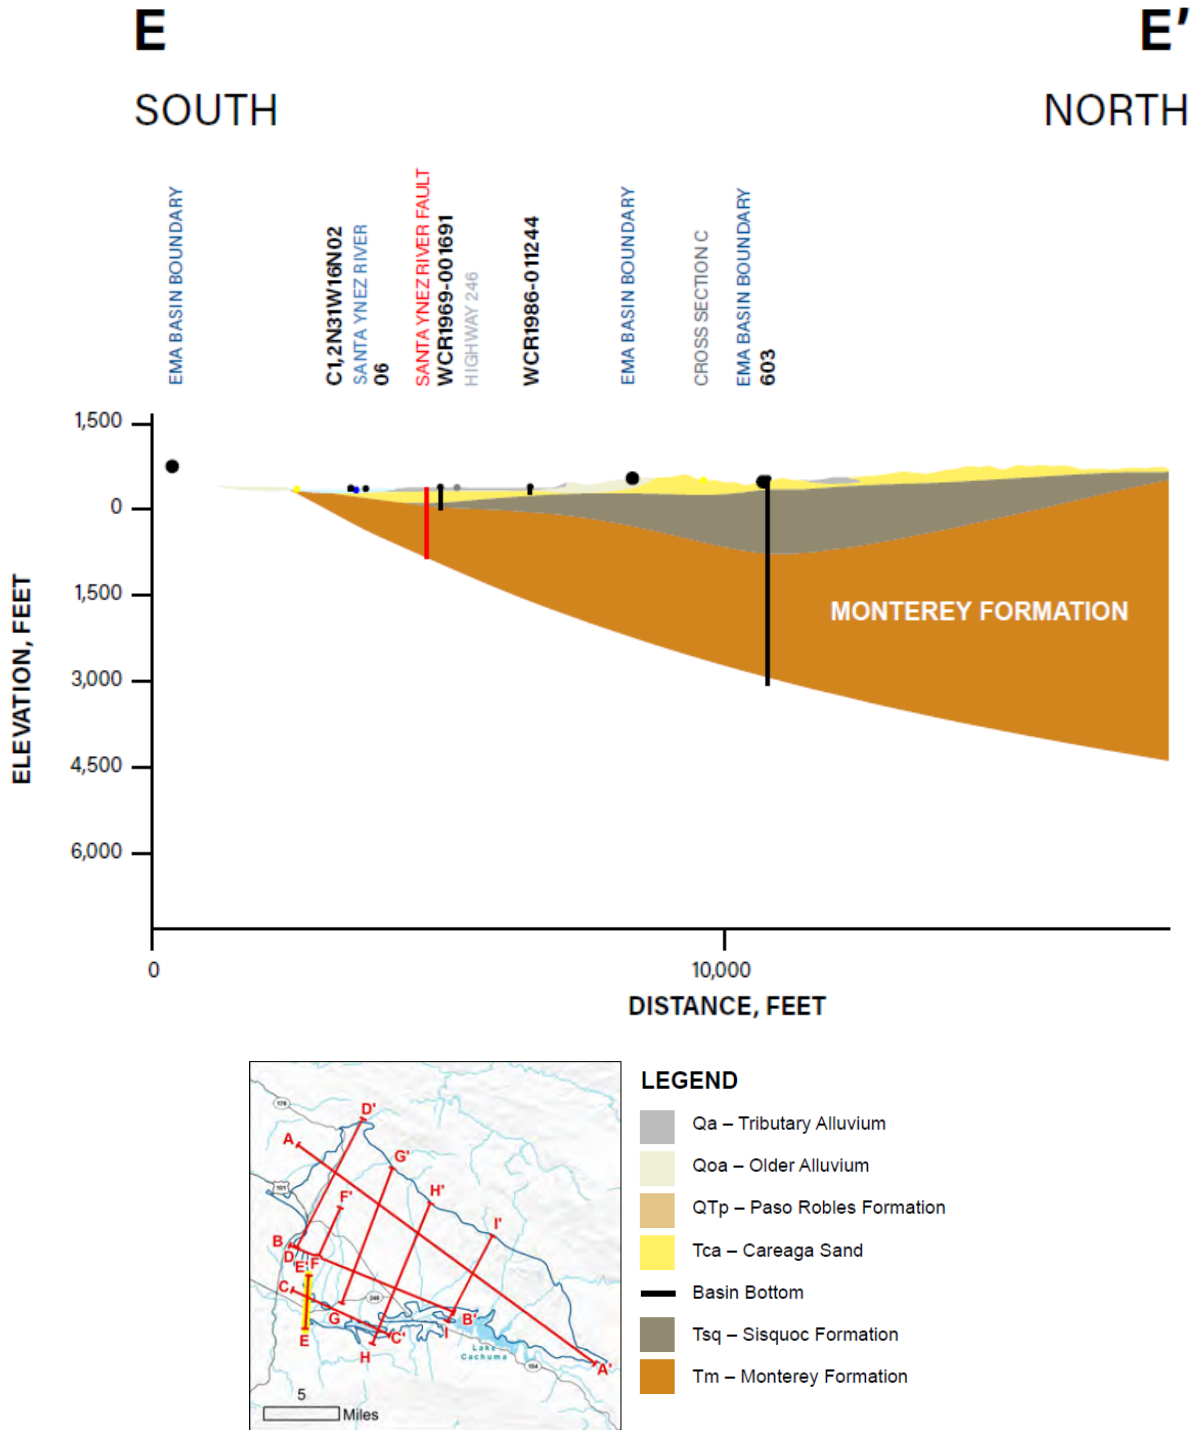 E
E'
SOUTH
NORTH
EMA BASIN BOUNDARY
C1,2N31W16N02
SANTA YNEZ RIVER
06
SANTA YNEZ RIVER FAULT
WCR1969-001691
HIGHWAY 246
WCR1986-011244
EMA BASIN BOUNDARY
CROSS SECTION C
EMA BASIN BOUNDARY
603
1,500
0
1,500
3,000
4,500
6,000
ELEVATION, FEET
MONTEREY FORMATION
0
10,000
DISTANCE, FEET
176
D'
A
G'
101
F'
H'
I'
B
D
F
E'
C
246
G
B'
I
E
C'
H
Lake
Cachuma
154
A'
5
Miles
LEGEND
Qa – Tributary Alluvium
Qoa – Older Alluvium
QTp – Paso Robles Formation
Tca – Careaga Sand
Basin Bottom
Tsq – Sisquoc Formation
Tm – Monterey Formation